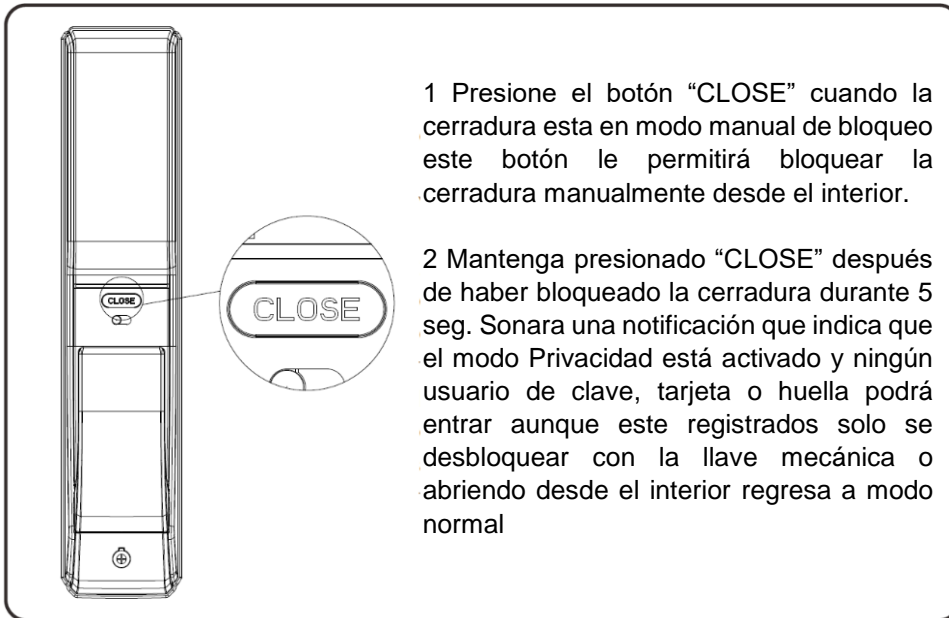 1 Presione el botón “CLOSE” cuando la
cerradura esta en modo manual de bloqueo
este botón le permitirá bloquear la
cerradura manualmente desde el interior.
2 Mantenga presionado “CLOSE” después
de haber bloqueado la cerradura durante 5
seg. Sonara una notificación que indica que
el modo Privacidad está activado y ningún
usuario de clave, tarjeta o huella podrá
entrar aunque este registrados solo se
desbloquear con la llave mecánica o
abriendo desde el interior regresa a modo
normal
CLOSE
CLOSE